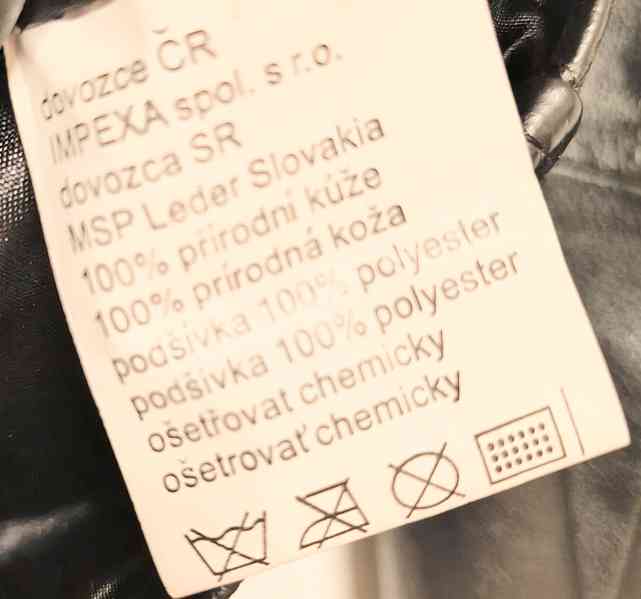 dovozce ČR
IMPEXA spol. s r.o.
dovozca SR
MSP Leder Slovakia
100% přírodní kúže
100% prírodná koža
podšívka 100% polyester
podšívka 100% polyester
ošetřovat chemicky
ošetrovať chemicky